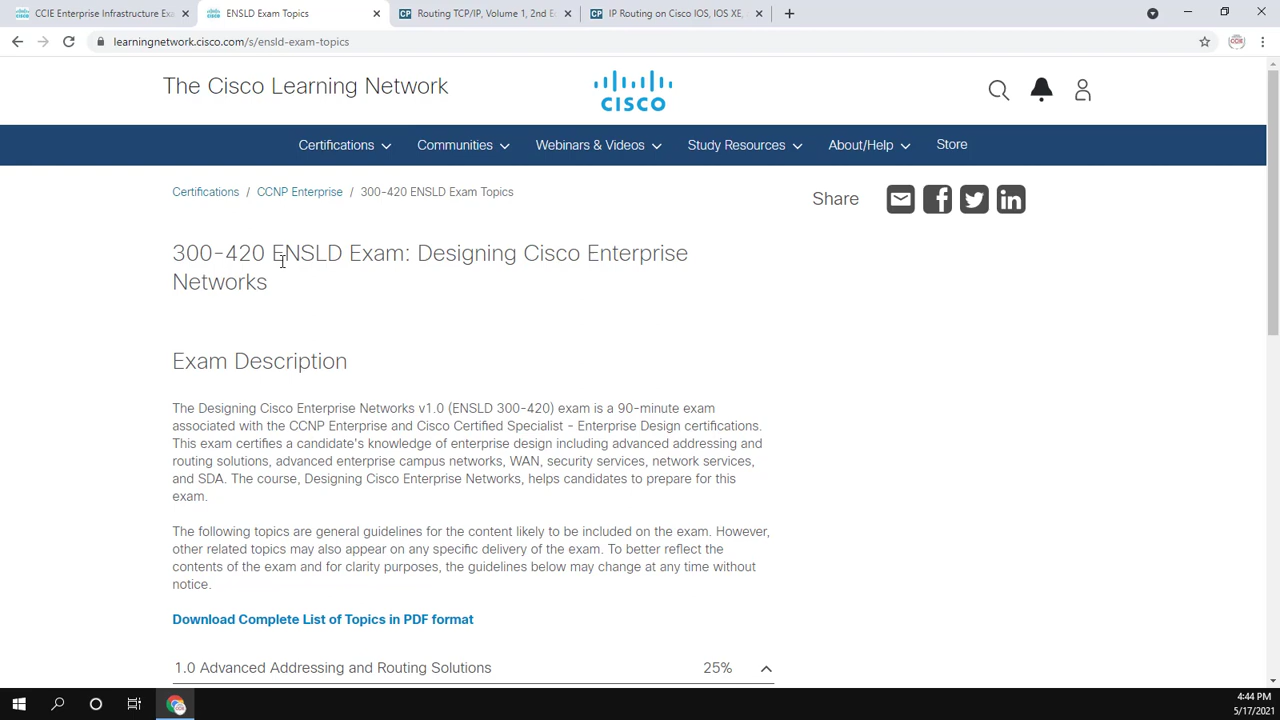 CCIE Enterprise Infrastructure Exa
ENSLD Exam Topics
Routing TCP/IP, Volume 1, 2nd E
IP Routing on Cisco IOS, IOS XE,
learningnetwork.cisco.com/s/ensld-exam-topics
The Cisco Learning Network
CISCO
Certifications
Communities
Webinars & Videos
Study Resources
About/Help
Store
Certifications / CCNP Enterprise / 300-420 ENSLD Exam Topics
Share
300-420 ENSLD Exam: Designing Cisco Enterprise
Networks
Exam Description
The Designing Cisco Enterprise Networks v1.0 (ENSLD 300-420) exam is a 90-minute exam
associated with the CCNP Enterprise and Cisco Certified Specialist - Enterprise Design certifications.
This exam certifies a candidate's knowledge of enterprise design including advanced addressing and
routing solutions, advanced enterprise campus networks, WAN, security services, network services,
and SDA. The course, Designing Cisco Enterprise Networks, helps candidates to prepare for this
exam.
The following topics are general guidelines for the content likely to be included on the exam. However,
other related topics may also appear on any specific delivery of the exam. To better reflect the
contents of the exam and for clarity purposes, the guidelines below may change at any time without
notice.
Download Complete List of Topics in PDF format
1.0 Advanced Addressing and Routing Solutions 25%
4:44 PM
5/17/2021